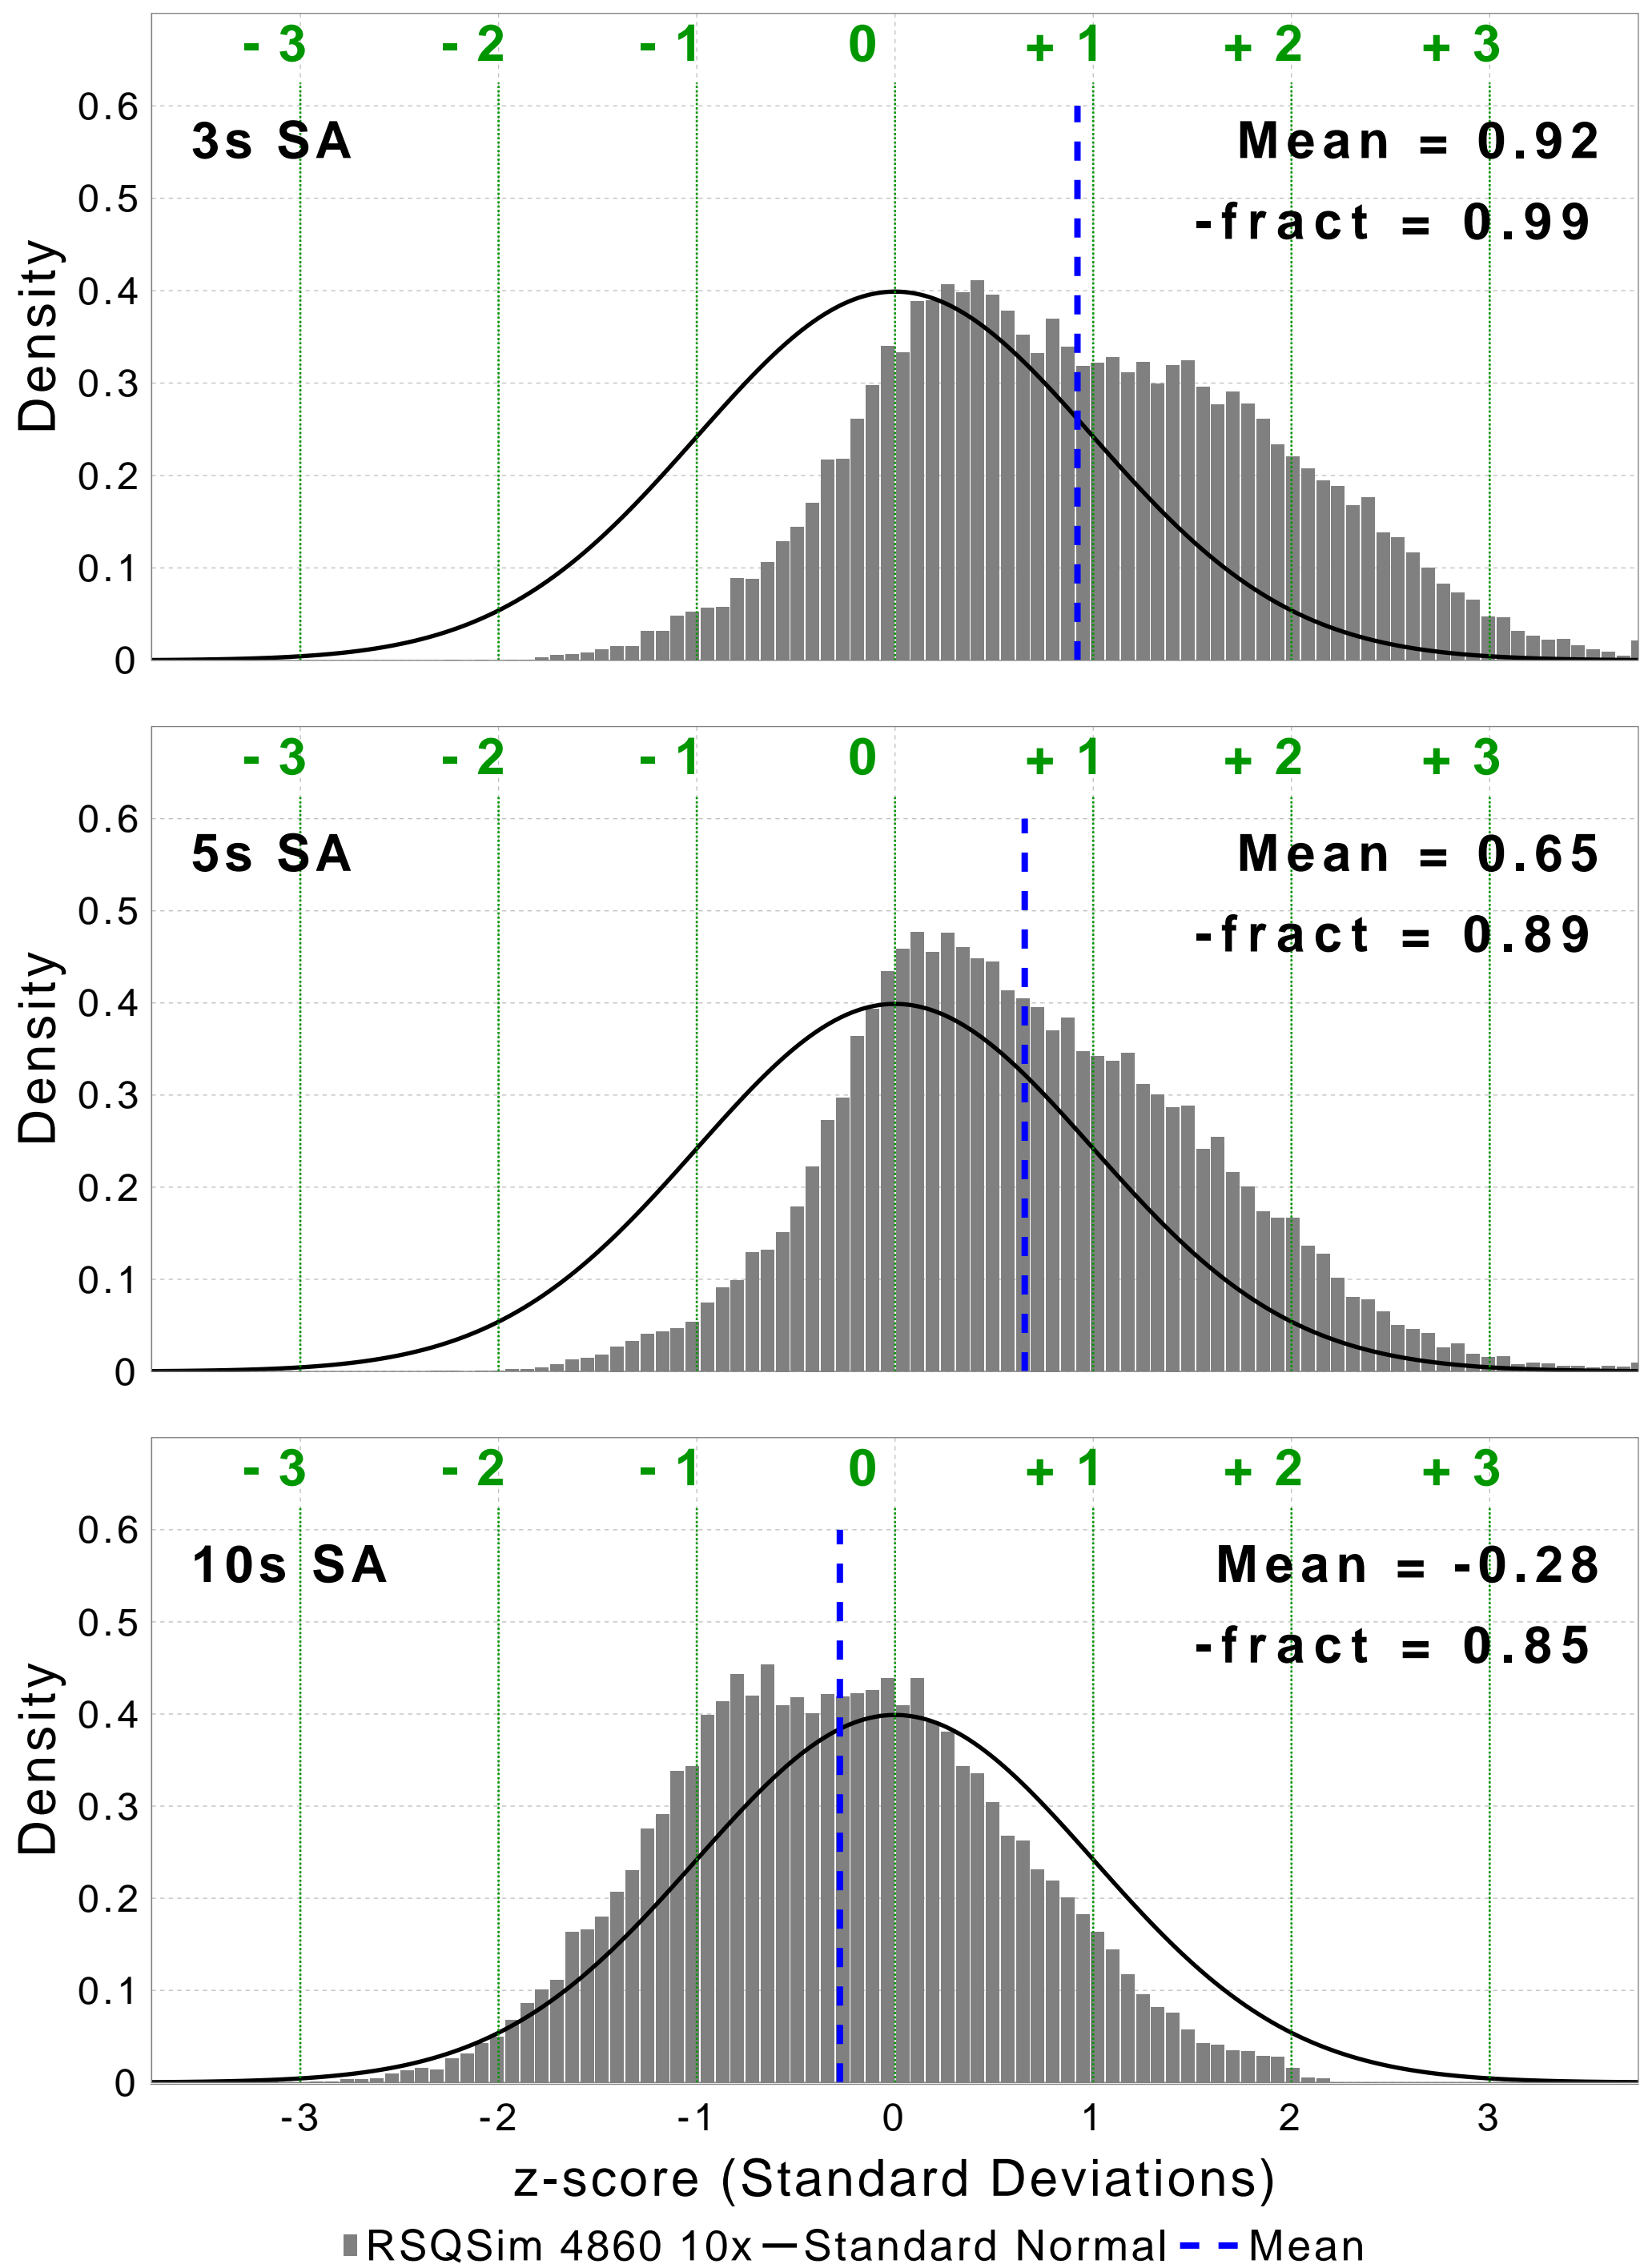 - 3 - 2 - 1 0 + 1 + 2 + 3
0.6
3s SA Mean = 0.92
0.5
-fract = 0.99
0.4
Density
0.3
0.2
0.1
0
- 3 - 2 - 1 0 + 1 + 2 + 3
0.6
5s SA Mean = 0.65
0.5
-fract = 0.89
0.4
Density
0.3
0.2
0.1
0
- 3 - 2 - 1 0 + 1 + 2 + 3
0.6
10s SA Mean = -0.28
0.5
-fract = 0.85
0.4
Density
0.3
0.2
0.1
0
-3 -2 -1 0 1 2 3
z-score (Standard Deviations)
RSQSim 4860 10x Standard Normal Mean